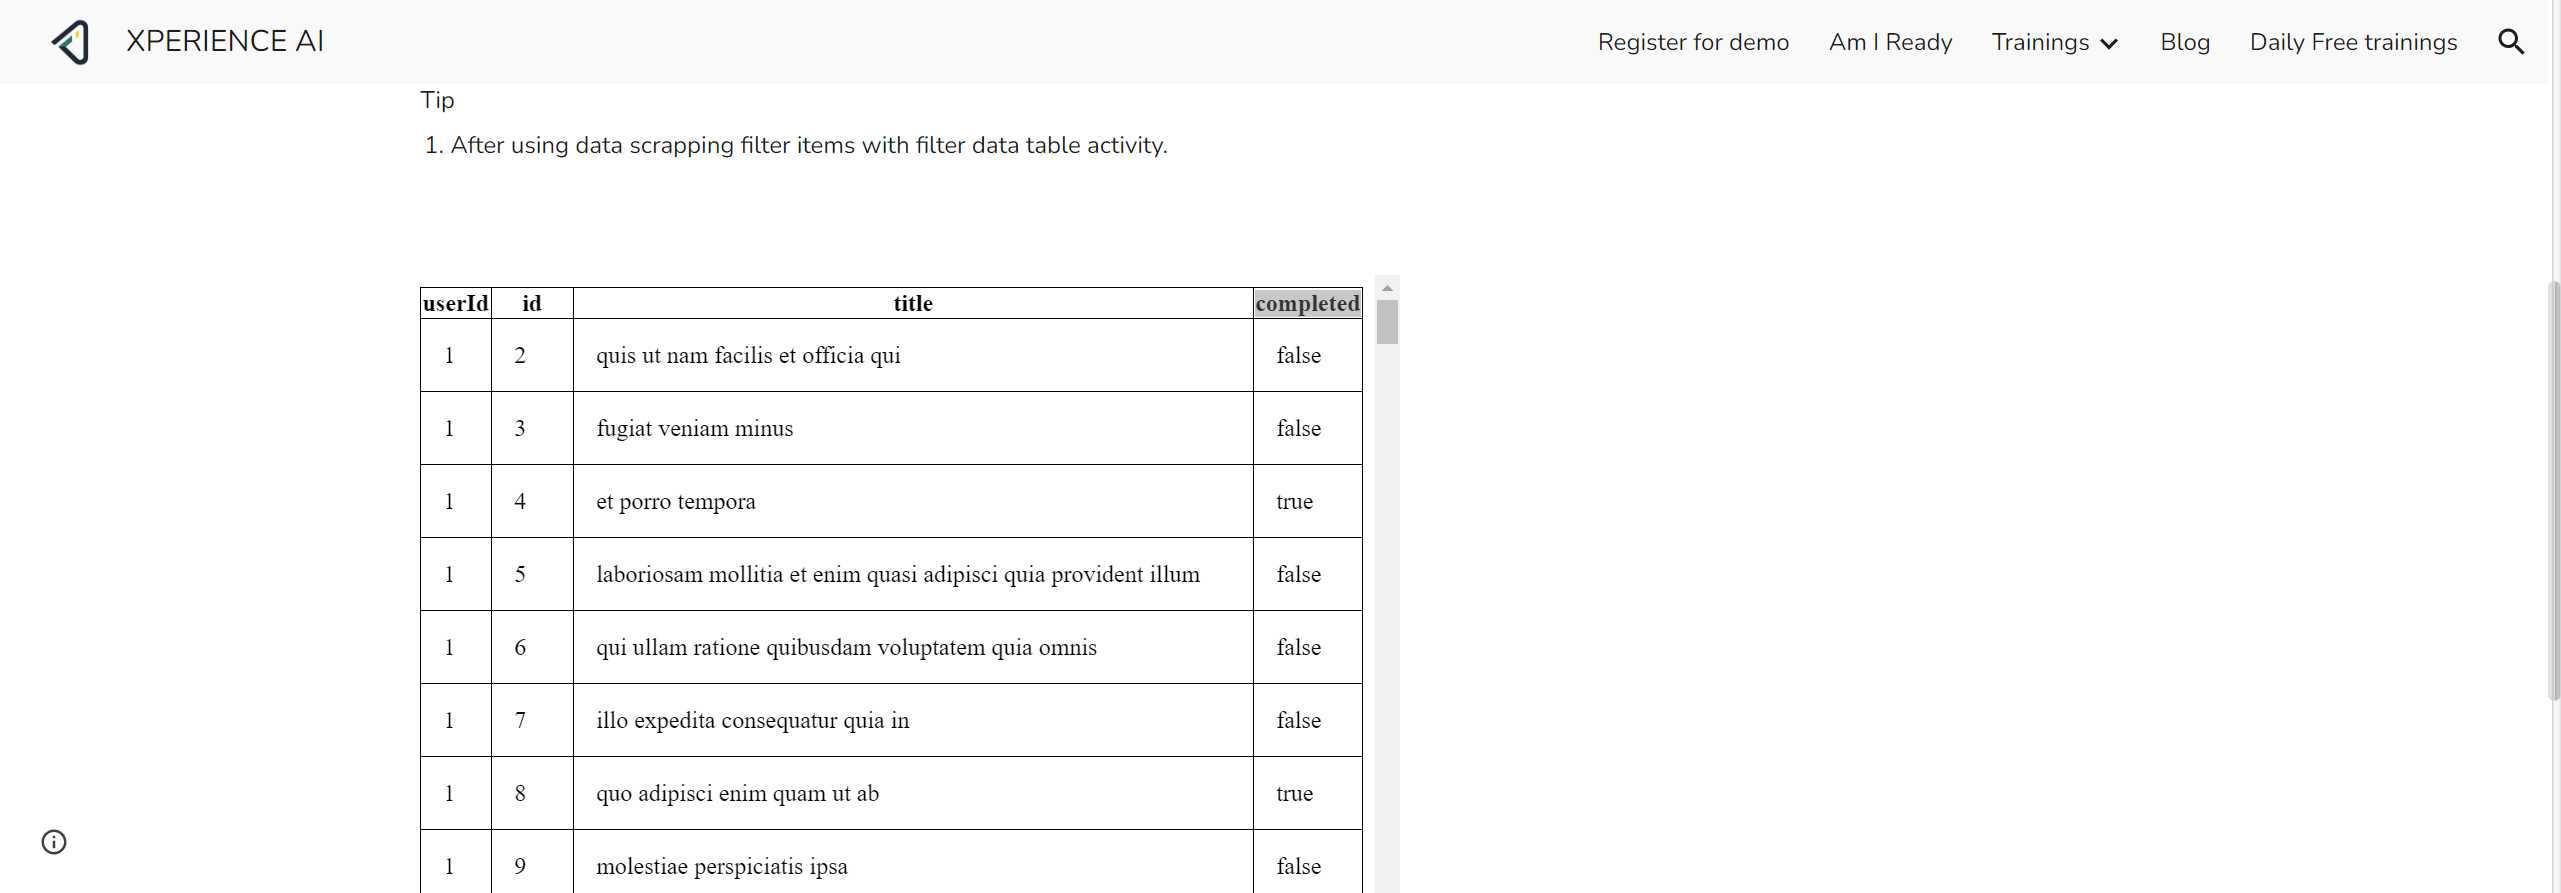 XPERIENCE AI
Register for demo Am I Ready Trainings Blog Daily Free trainings
Tip
1. After using data scrapping filter items with filter data table activity.
userId id title completed
1 2 quis ut nam facilis et officia qui false
1 3 fugiat veniam minus false
1 4 et porro tempora true
1 5 laboriosam mollitia et enim quasi adipisci quia provident illum false
1 6 qui ullam ratione quibusdam voluptatem quia omnis false
1 7 illo expedita consequatur quia in false
1 8 quo adipisci enim quam ut ab true
1 9 molestiae perspiciatis ipsa false